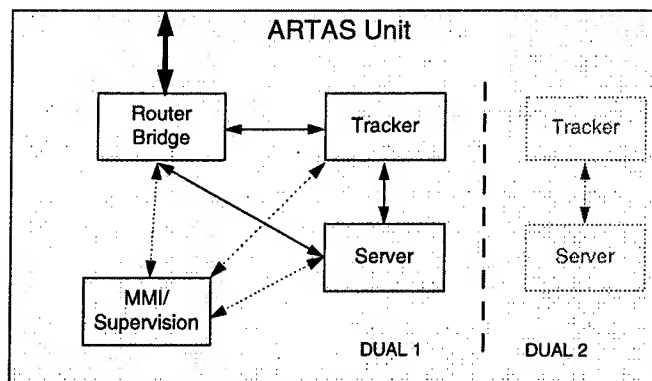 ARTAS Unit
Router
Bridge
Tracker
Tracker
Server
Server
MMI/
Supervision
DUAL 1
DUAL 2